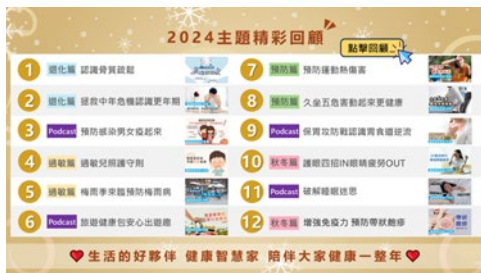 2024主題精彩回顧
點擊回顧
1 退化篇 認識骨質疏鬆
2 退化篇 拯救中年危機認識更年期
3 Podcast 預防感染男女疫起來
4 過敏篇 過敏兒照護守則
5 過敏篇 梅雨季來臨預防梅雨病
6 Podcast 旅遊健康包安心出遊趣
7 預防篇 預防運動熱傷害
8 預防篇 久坐五危害動起來更健康
9 Podcast 保胃攻防戰認識胃食道逆流
10 秋冬篇 護眼四招IN眼睛疲勞OUT
11 Podcast 破解睡眠迷思
12 秋冬篇 增強免疫力 預防帶狀皰疹
生活的好夥伴 健康智慧家 陪伴大家健康一整年